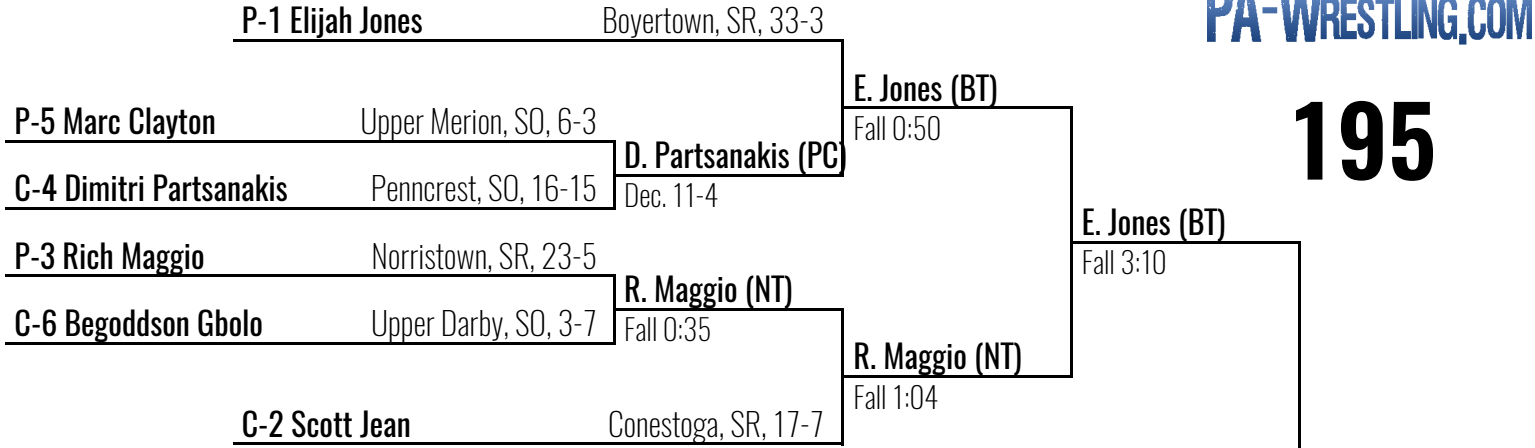 P-1 Elijah Jones Boyertown, SR, 33-3
PA-WRESTLING.COM
E. Jones (BT)
Fall 0:50
195
P-5 Marc Clayton Upper Merion, SO, 6-3
D. Partsanakis (PC)
Dec. 11-4
C-4 Dimitri Partsanakis Penncrest, SO, 16-15
E. Jones (BT)
Fall 3:10
P-3 Rich Maggio Norristown, SR, 23-5
R. Maggio (NT)
Fall 0:35
C-6 Begoddson Gbolo Upper Darby, SO, 3-7
R. Maggio (NT)
Fall 1:04
C-2 Scott Jean Conestoga, SR, 17-7